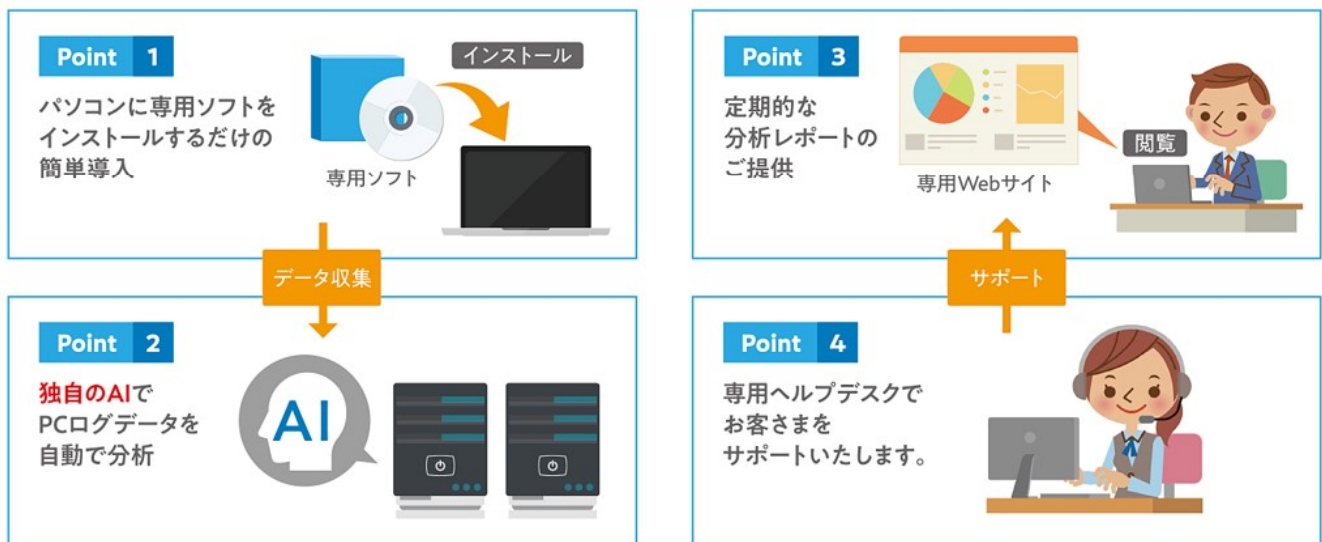 Point 1
パソコンに専用ソフトを
インストールするだけの
簡単導入
インストール
専用ソフト
データ収集
Point 2
独自のAIで
PCログデータを
自動で分析
AI
Point 3
定期的な
分析レポートの
ご提供
閲覧
専用Webサイト
サポート
Point 4
専用ヘルプデスクで
お客さまを
サポートいたします。